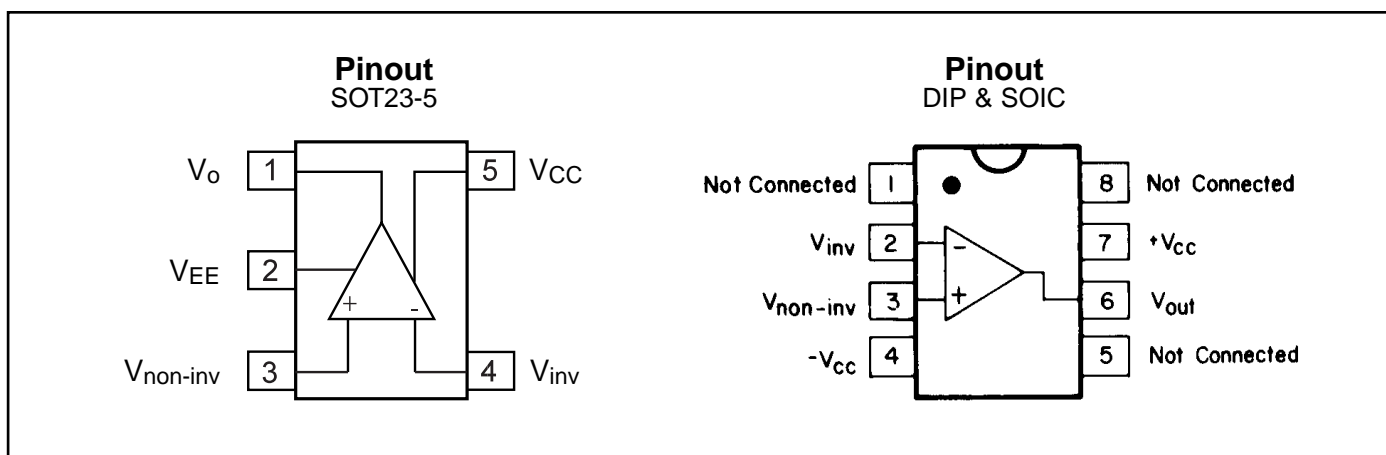 Pinout
SOT23-5
Vo 1 5 VCC
VEE 2
+ -
Vnon-inv 3 4 Vinv
Pinout
DIP & SOIC
Not Connected 1 8 Not Connected
Vinv 2 - 7 +Vcc
Vnon-inv 3 + 6 Vout
-Vcc 4 5 Not Connected